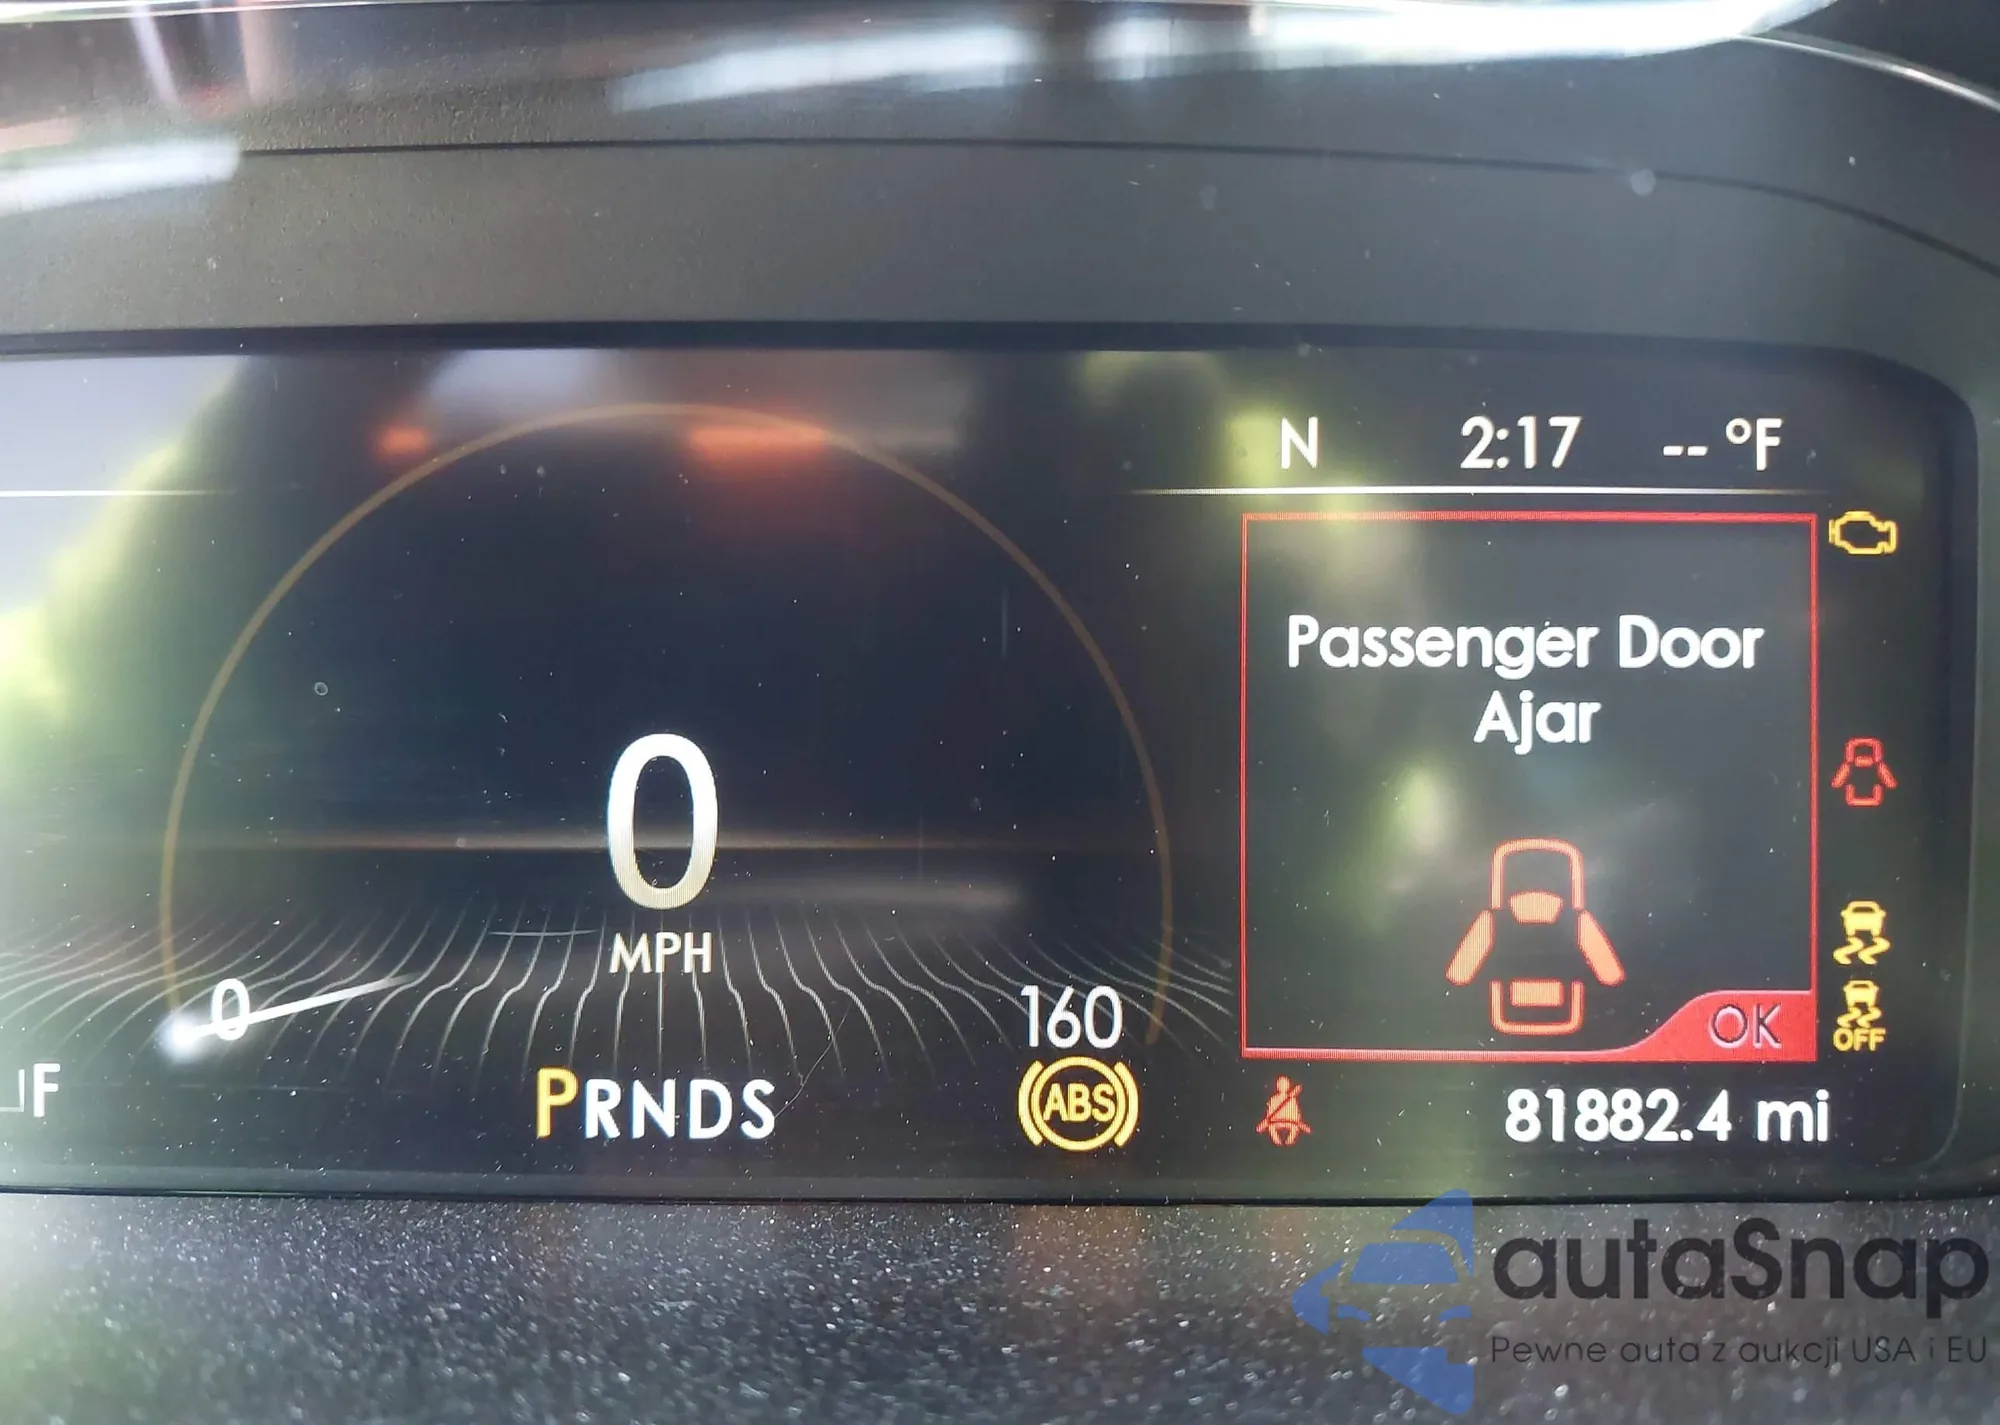 N 2:17 -- °F
Passenger Door
Ajar
0
MPH
0
160
OK
OFF
F
PRNDS
ABS
81882.4 mi
autaSnap
Pewne auta z aukcji USA i EU